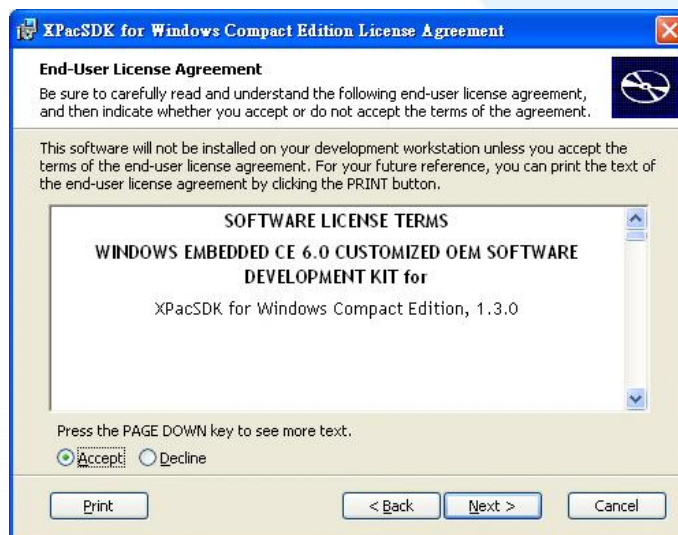 XPacSDK for Windows Compact Edition License Agreement
End-User License Agreement
Be sure to carefully read and understand the following end-user license agreement,
and then indicate whether you accept or do not accept the terms of the agreement.
This software will not be installed on your development workstation unless you accept the
terms of the end-user license agreement. For your future reference, you can print the text of
the end-user license agreement by clicking the PRINT button.
SOFTWARE LICENSE TERMS
WINDOWS EMBEDDED CE 6.0 CUSTOMIZED OEM SOFTWARE
DEVELOPMENT KIT for
XPacSDK for Windows Compact Edition, 1.3.0
Press the PAGE DOWN key to see more text.
Accept Decline
Print < Back Next > Cancel